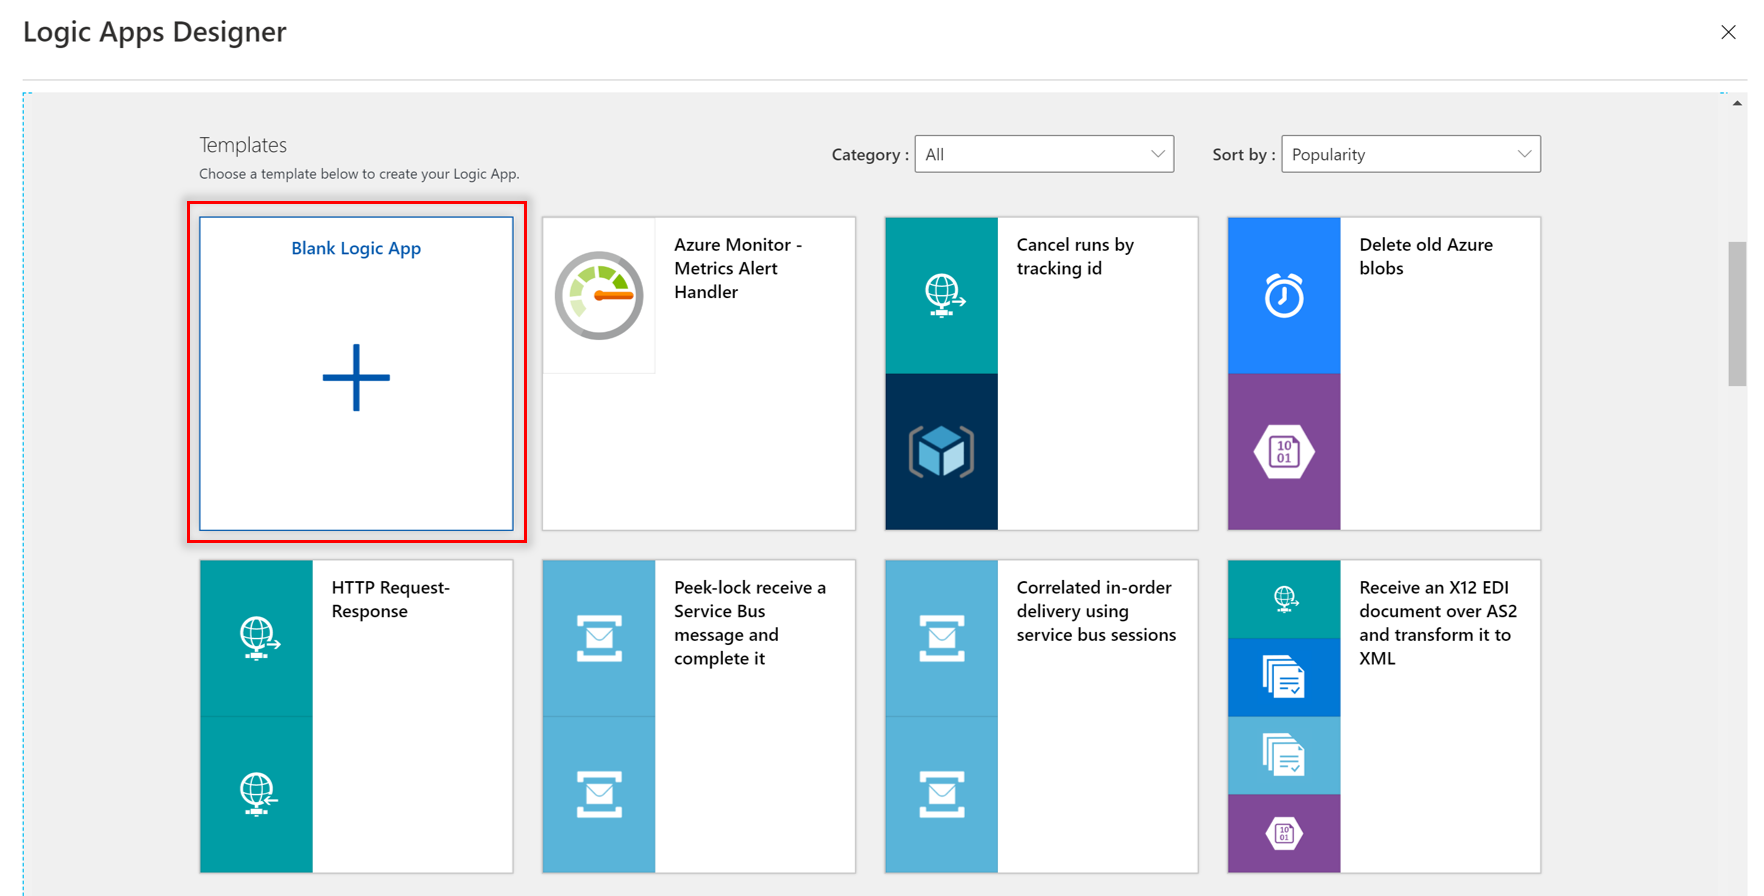 Logic Apps Designer
Templates
Choose a template below to create your Logic App.
Category :
All
Sort by :
Popularity
Blank Logic App
Azure Monitor -
Metrics Alert
Handler
Cancel runs by
tracking id
Delete old Azure
blobs
10
01
HTTP Request-
Response
Peek-lock receive a
Service Bus
message and
complete it
Correlated in-order
delivery using
service bus sessions
Receive an X12 EDI
document over AS2
and transform it to
XML
10
01